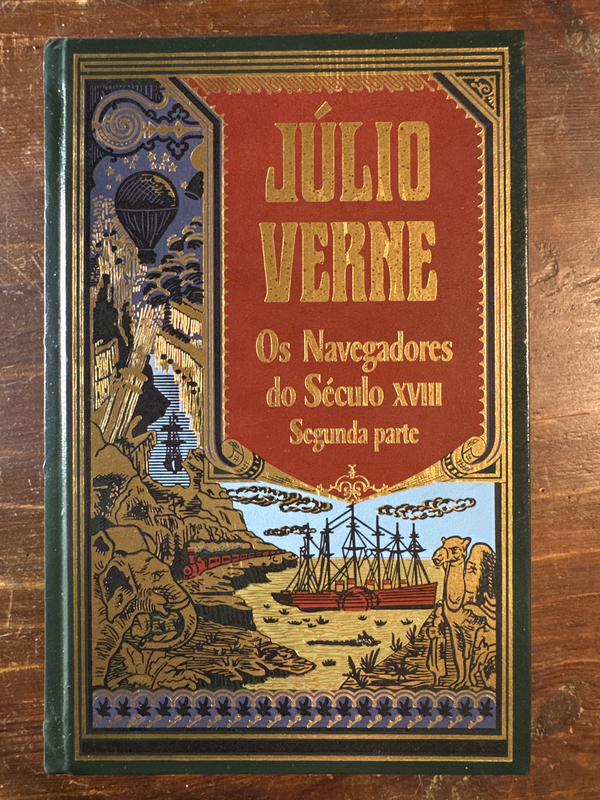 JÚLIO
VERNE
Os Navegadores
do Século XVIII
Segunda parte